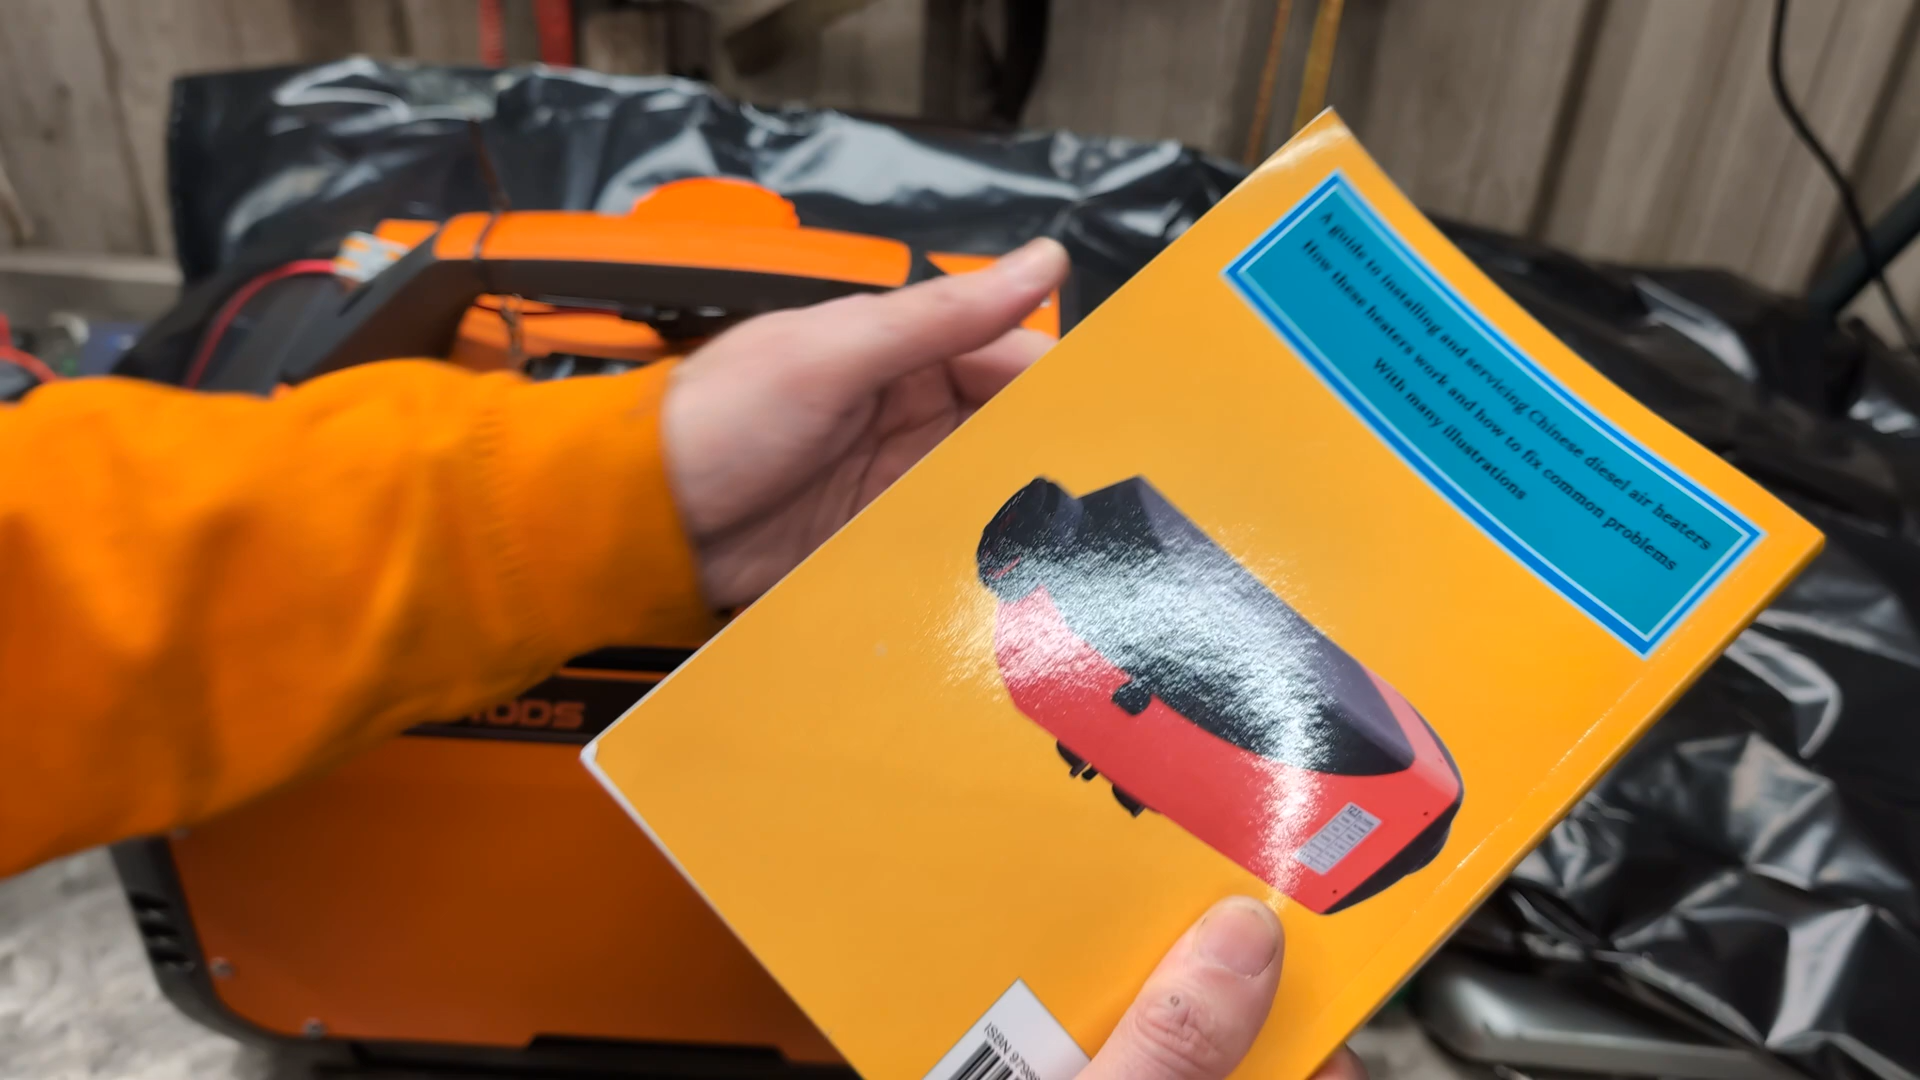 A guide to installing and servicing Chinese diesel air heaters
How these heaters work and how to fix common problems
With many illustrations